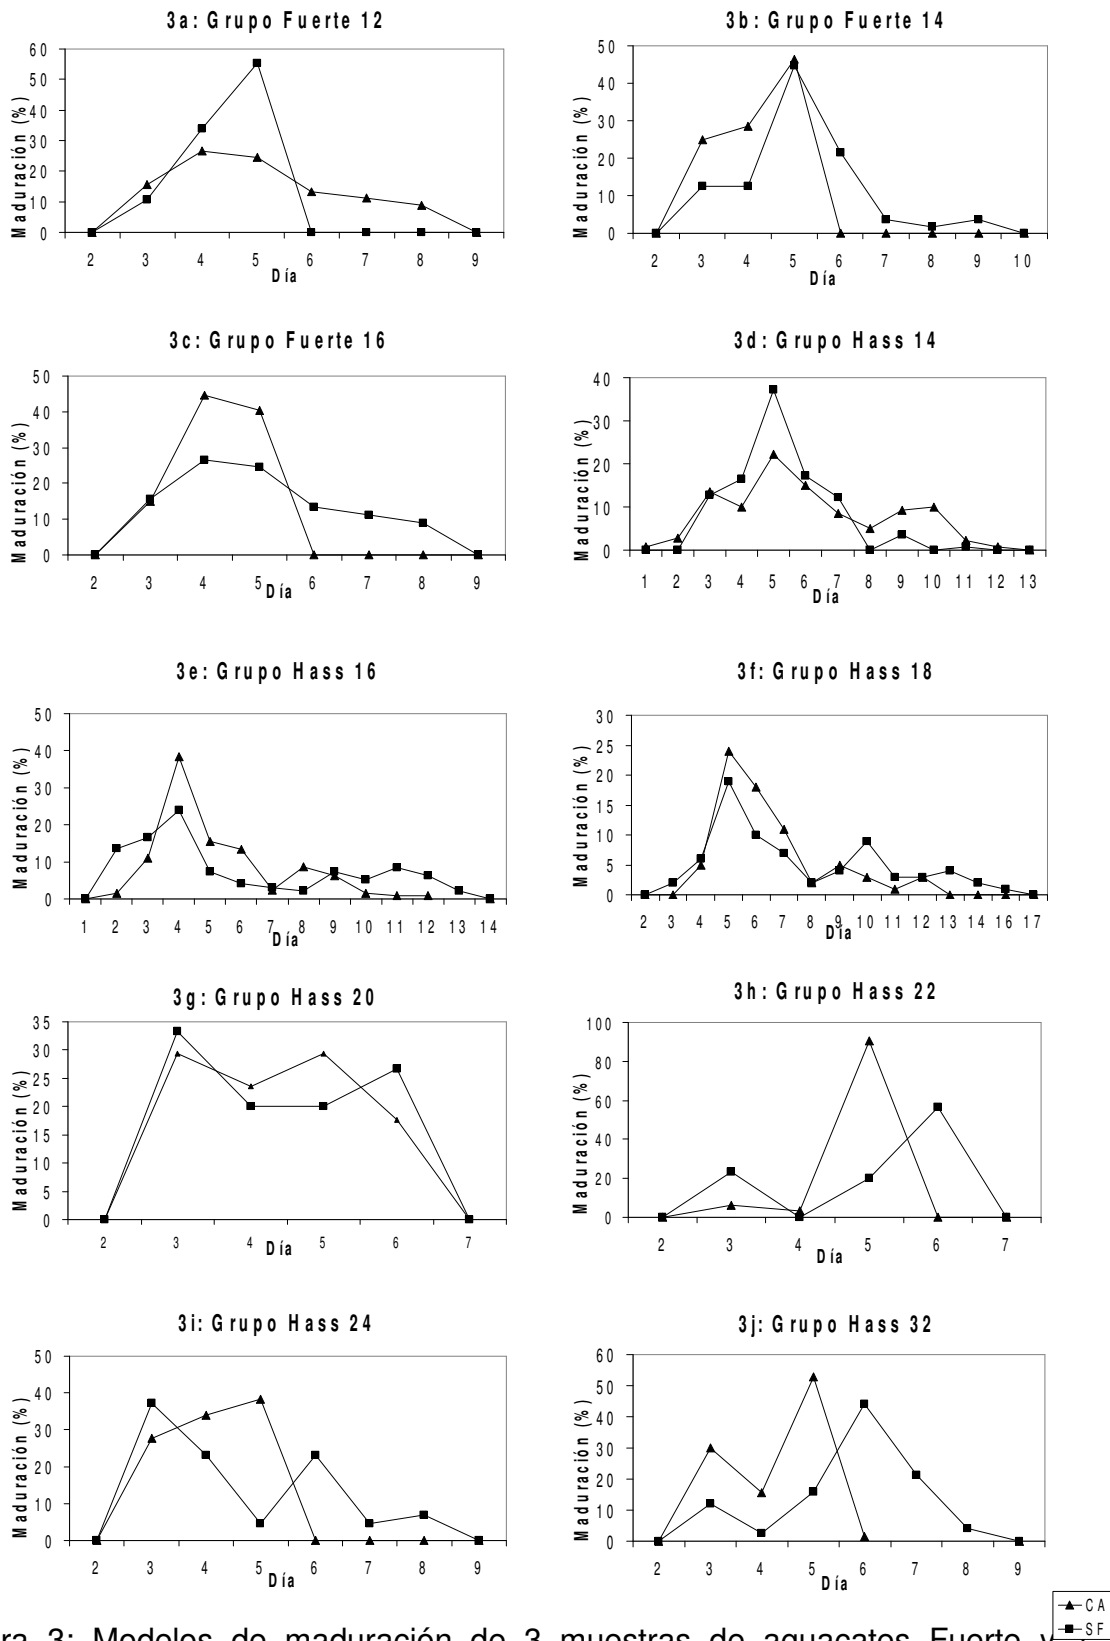 3a: Grupo Fuerte 12
Maduración (%)
60
50
40
30
20
10
0
2 3 4 5 6 7 8 9
Día
3b: Grupo Fuerte 14
Maduración (%)
50
40
30
20
10
0
2 3 4 5 6 7 8 9 10
Día
3c: Grupo Fuerte 16
Maduración (%)
50
40
30
20
10
0
2 3 4 5 6 7 8 9
Día
3d: Grupo Hass 14
Maduración (%)
40
30
20
10
0
1 2 3 4 5 6 7 8 9 10 11 12 13
Día
3e: Grupo Hass 16
Maduración (%)
50
40
30
20
10
0
1 2 3 4 5 6 7 8 9 10 11 12 13 14
Día
3f: Grupo Hass 18
Maduración (%)
30
25
20
15
10
5
0
2 3 4 5 6 7 8 9 10 11 12 13 14 16 17
Día
3g: Grupo Hass 20
Maduración (%)
35
30
25
20
15
10
5
0
2 3 4 5 6 7
Día
3h: Grupo Hass 22
Maduración (%)
100
80
60
40
20
0
2 3 4 5 6 7
Día
3i: Grupo Hass 24
Maduración (%)
50
40
30
20
10
0
2 3 4 5 6 7 8 9
Día
3j: Grupo Hass 32
Maduración (%)
60
50
40
30
20
10
0
2 3 4 5 6 7 8 9
Día
CA
SF
ra 3: Modelos de maduración de 3 muestras de aguacates Fuerte y